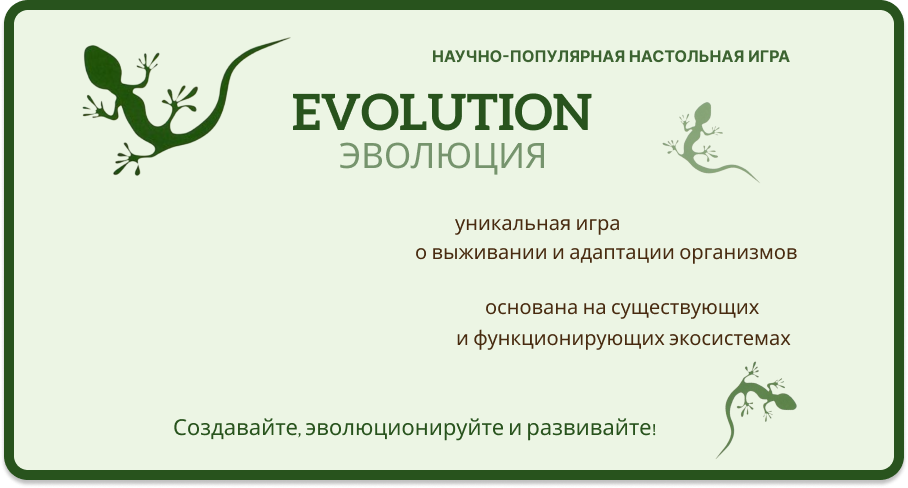 НАУЧНО-ПОПУЛЯРНАЯ НАСТОЛЬНАЯ ИГРА
EVOLUTION
ЭВОЛЮЦИЯ
уникальная игра
о выживании и адаптации организмов
основана на существующих
и функционирующих экосистемах
Создавайте, эволюционируйте и развивайте!